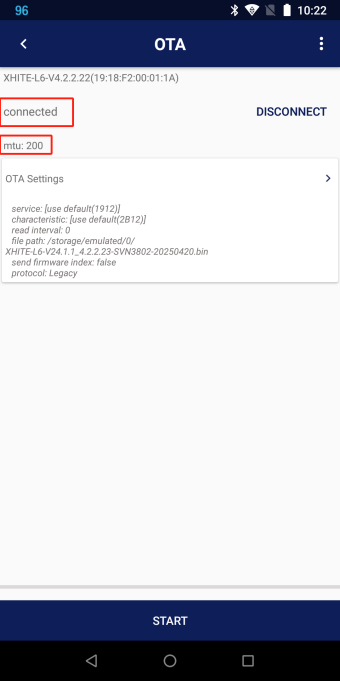 96
10:22
OTA
XHITE-L6-V4.2.2.22(19:18:F2:00:01:1A)
connected
DISCONNECT
mtu: 200
OTA Settings
service: [use default(1912)]
characteristic: [use default(2B12)]
read interval: 0
file path: /storage/emulated/0/
XHITE-L6-V24.1.1_4.2.2.23-SVN3802-20250420.bin
send firmware index: false
protocol: Legacy
START